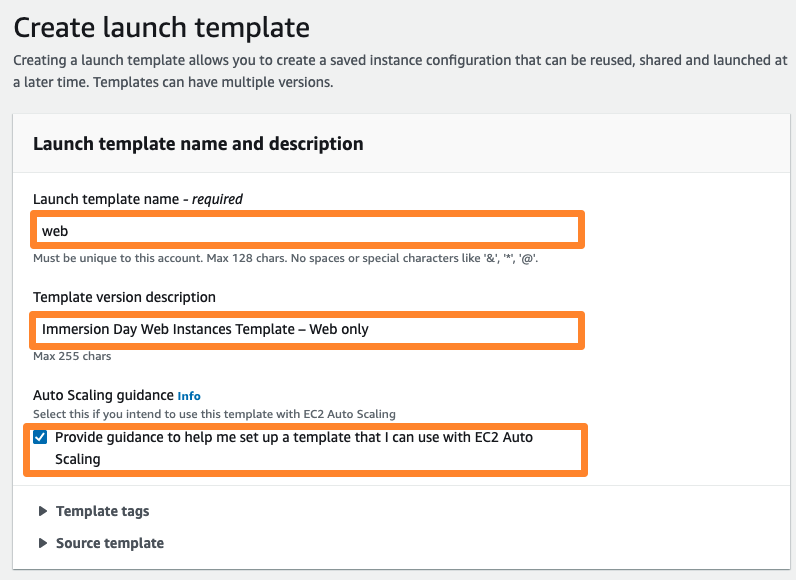 Create launch template
Creating a launch template allows you to create a saved instance configuration that can be reused, shared and launched at
a later time. Templates can have multiple versions.
Launch template name and description
Launch template name - required
web
Must be unique to this account. Max 128 chars. No spaces or special characters like '&', '*', '@'.
Template version description
Immersion Day Web Instances Template – Web only
Max 255 chars
Auto Scaling guidance Info
Select this if you intend to use this template with EC2 Auto Scaling
Provide guidance to help me set up a template that I can use with EC2 Auto
Scaling
Template tags
Source template